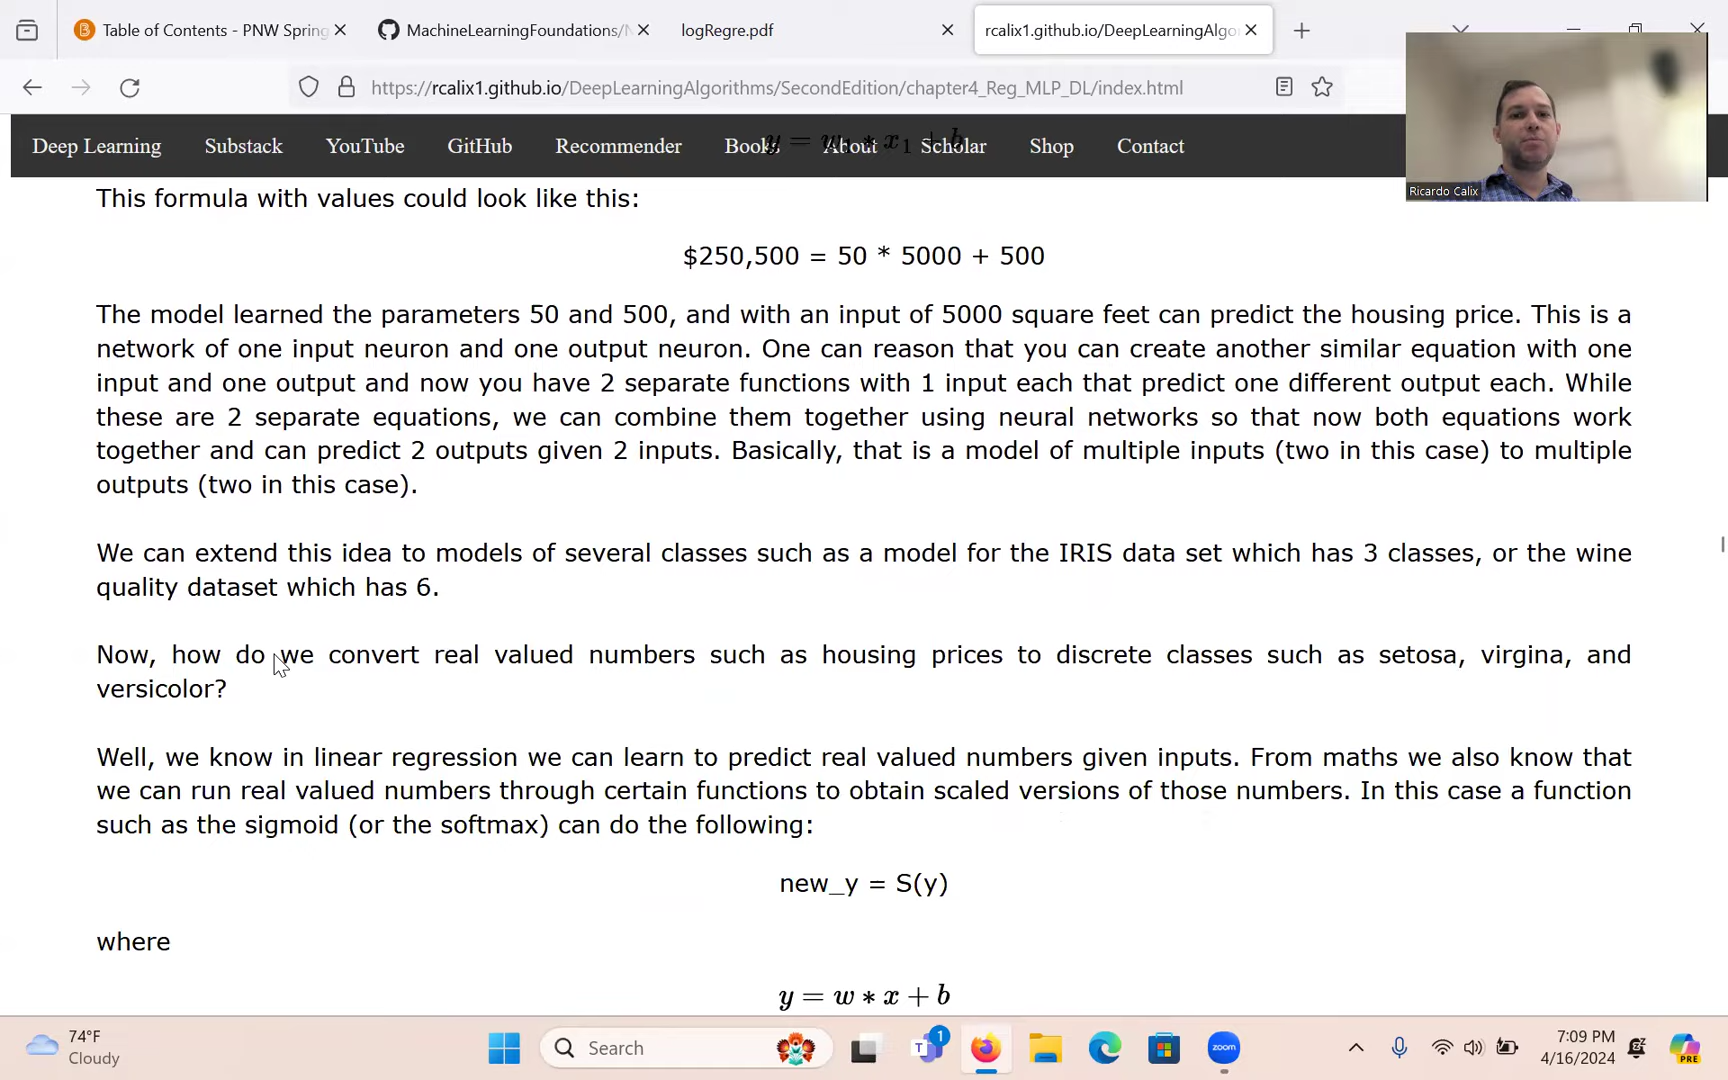 Table of Contents - PNW Spring
MachineLearningFoundations/
logRegre.pdf
rcalix1.github.io/DeepLearningAlgo
https://rcalix1.github.io/DeepLearningAlgorithms/SecondEdition/chapter4_Reg_MLP_DL/index.html
Deep Learning Substack YouTube GitHub Recommender Books About Scholar Shop Contact
Ricardo Calix
This formula with values could look like this:
$250,500 = 50 * 5000 + 500
The model learned the parameters 50 and 500, and with an input of 5000 square feet can predict the housing price. This is a
network of one input neuron and one output neuron. One can reason that you can create another similar equation with one
input and one output and now you have 2 separate functions with 1 input each that predict one different output each. While
these are 2 separate equations, we can combine them together using neural networks so that now both equations work
together and can predict 2 outputs given 2 inputs. Basically, that is a model of multiple inputs (two in this case) to multiple
outputs (two in this case).
We can extend this idea to models of several classes such as a model for the IRIS data set which has 3 classes, or the wine
quality dataset which has 6.
Now, how do we convert real valued numbers such as housing prices to discrete classes such as setosa, virgina, and
versicolor?
Well, we know in linear regression we can learn to predict real valued numbers given inputs. From maths we also know that
we can run real valued numbers through certain functions to obtain scaled versions of those numbers. In this case a function
such as the sigmoid (or the softmax) can do the following:
new_y = S(y)
where
y = w ∗ x + b
74°F
Cloudy
Search
1
zoom
7:09 PM
4/16/2024
PRE